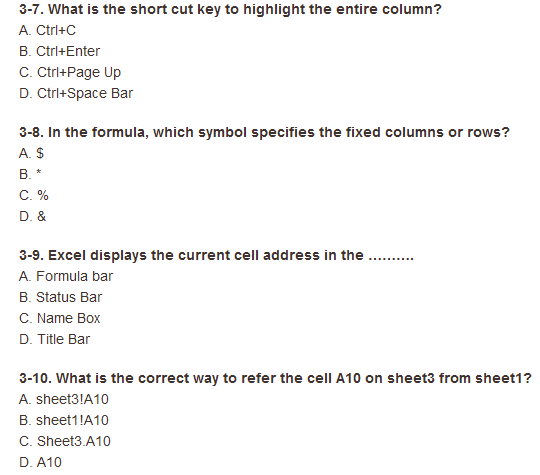 3-7. What is the short cut key to highlight the entire column?
A. Ctrl+C
B. Ctrl+Enter
C. Ctrl+Page Up
D. Ctrl+Space Bar
3-8. In the formula, which symbol specifies the fixed columns or rows?
A. $
B. *
C. %
D. &
3-9. Excel displays the current cell address in the ..........
A. Formula bar
B. Status Bar
C. Name Box
D. Title Bar
3-10. What is the correct way to refer the cell A10 on sheet3 from sheet1?
A. sheet3!A10
B. sheet1!A10
C. Sheet3.A10
D. A10